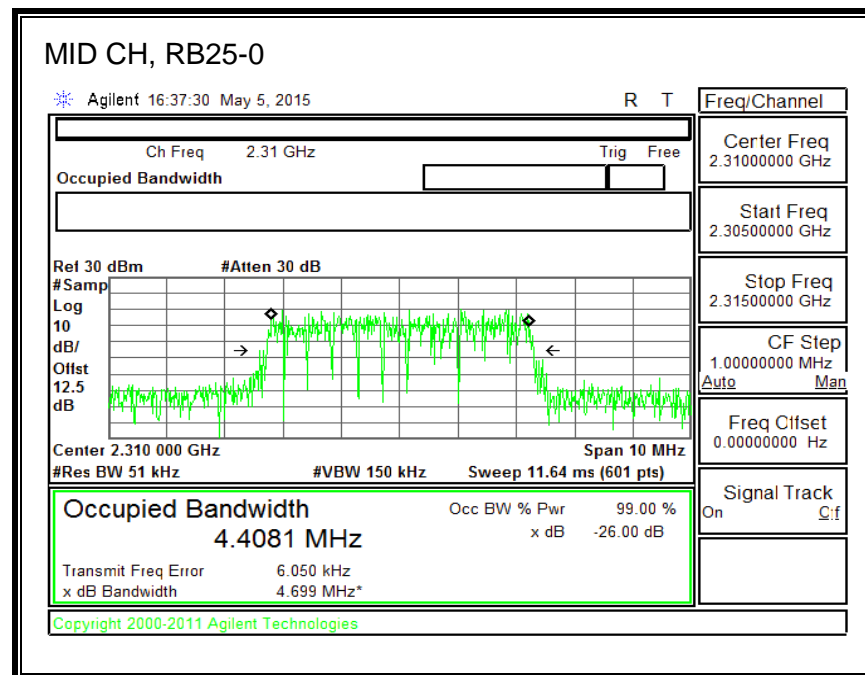 MID CH, RB25-0
Agilent 16:37:30 May 5, 2015 R T
Freq/Channel
Ch Freq 2.31 GHz Trig Free
Occupied Bandwidth
Center Freq
2.31000000 GHz
Start Freq
2.30500000 GHz
Stop Freq
2.31500000 GHz
CF Step
1.00000000 MHz
Auto Man
Freq Offset
0.00000000 Hz
Signal Track
On Off
Ref 30 dBm #Atten 30 dB
#Samp
Log
10
dB/
Offst
12.5
dB
Center 2.310 000 GHz Span 10 MHz
#Res BW 51 kHz #VBW 150 kHz Sweep 11.64 ms (601 pts)
Occupied Bandwidth
4.4081 MHz
Occ BW % Pwr 99.00 %
x dB -26.00 dB
Transmit Freq Error 6.050 kHz
x dB Bandwidth 4.699 MHz*
Copyright 2000-2011 Agilent Technologies